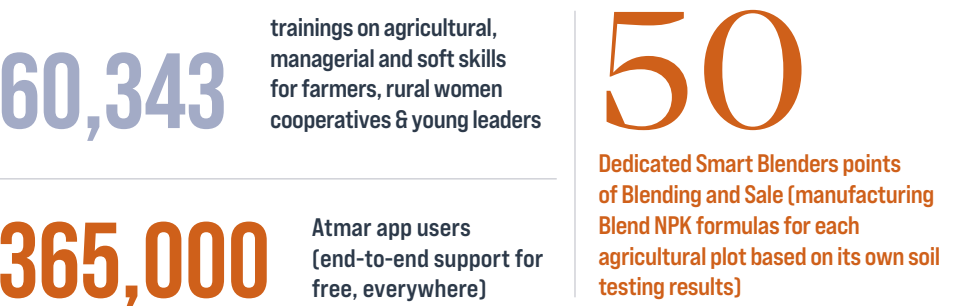 60,343
trainings on agricultural,
managerial and soft skills
for farmers, rural women
cooperatives & young leaders
365,000
Atmar app users
(end-to-end support for
free, everywhere)
50
Dedicated Smart Blenders points
of Blending and Sale (manufacturing
Blend NPK formulas for each
agricultural plot based on its own soil
testing results)